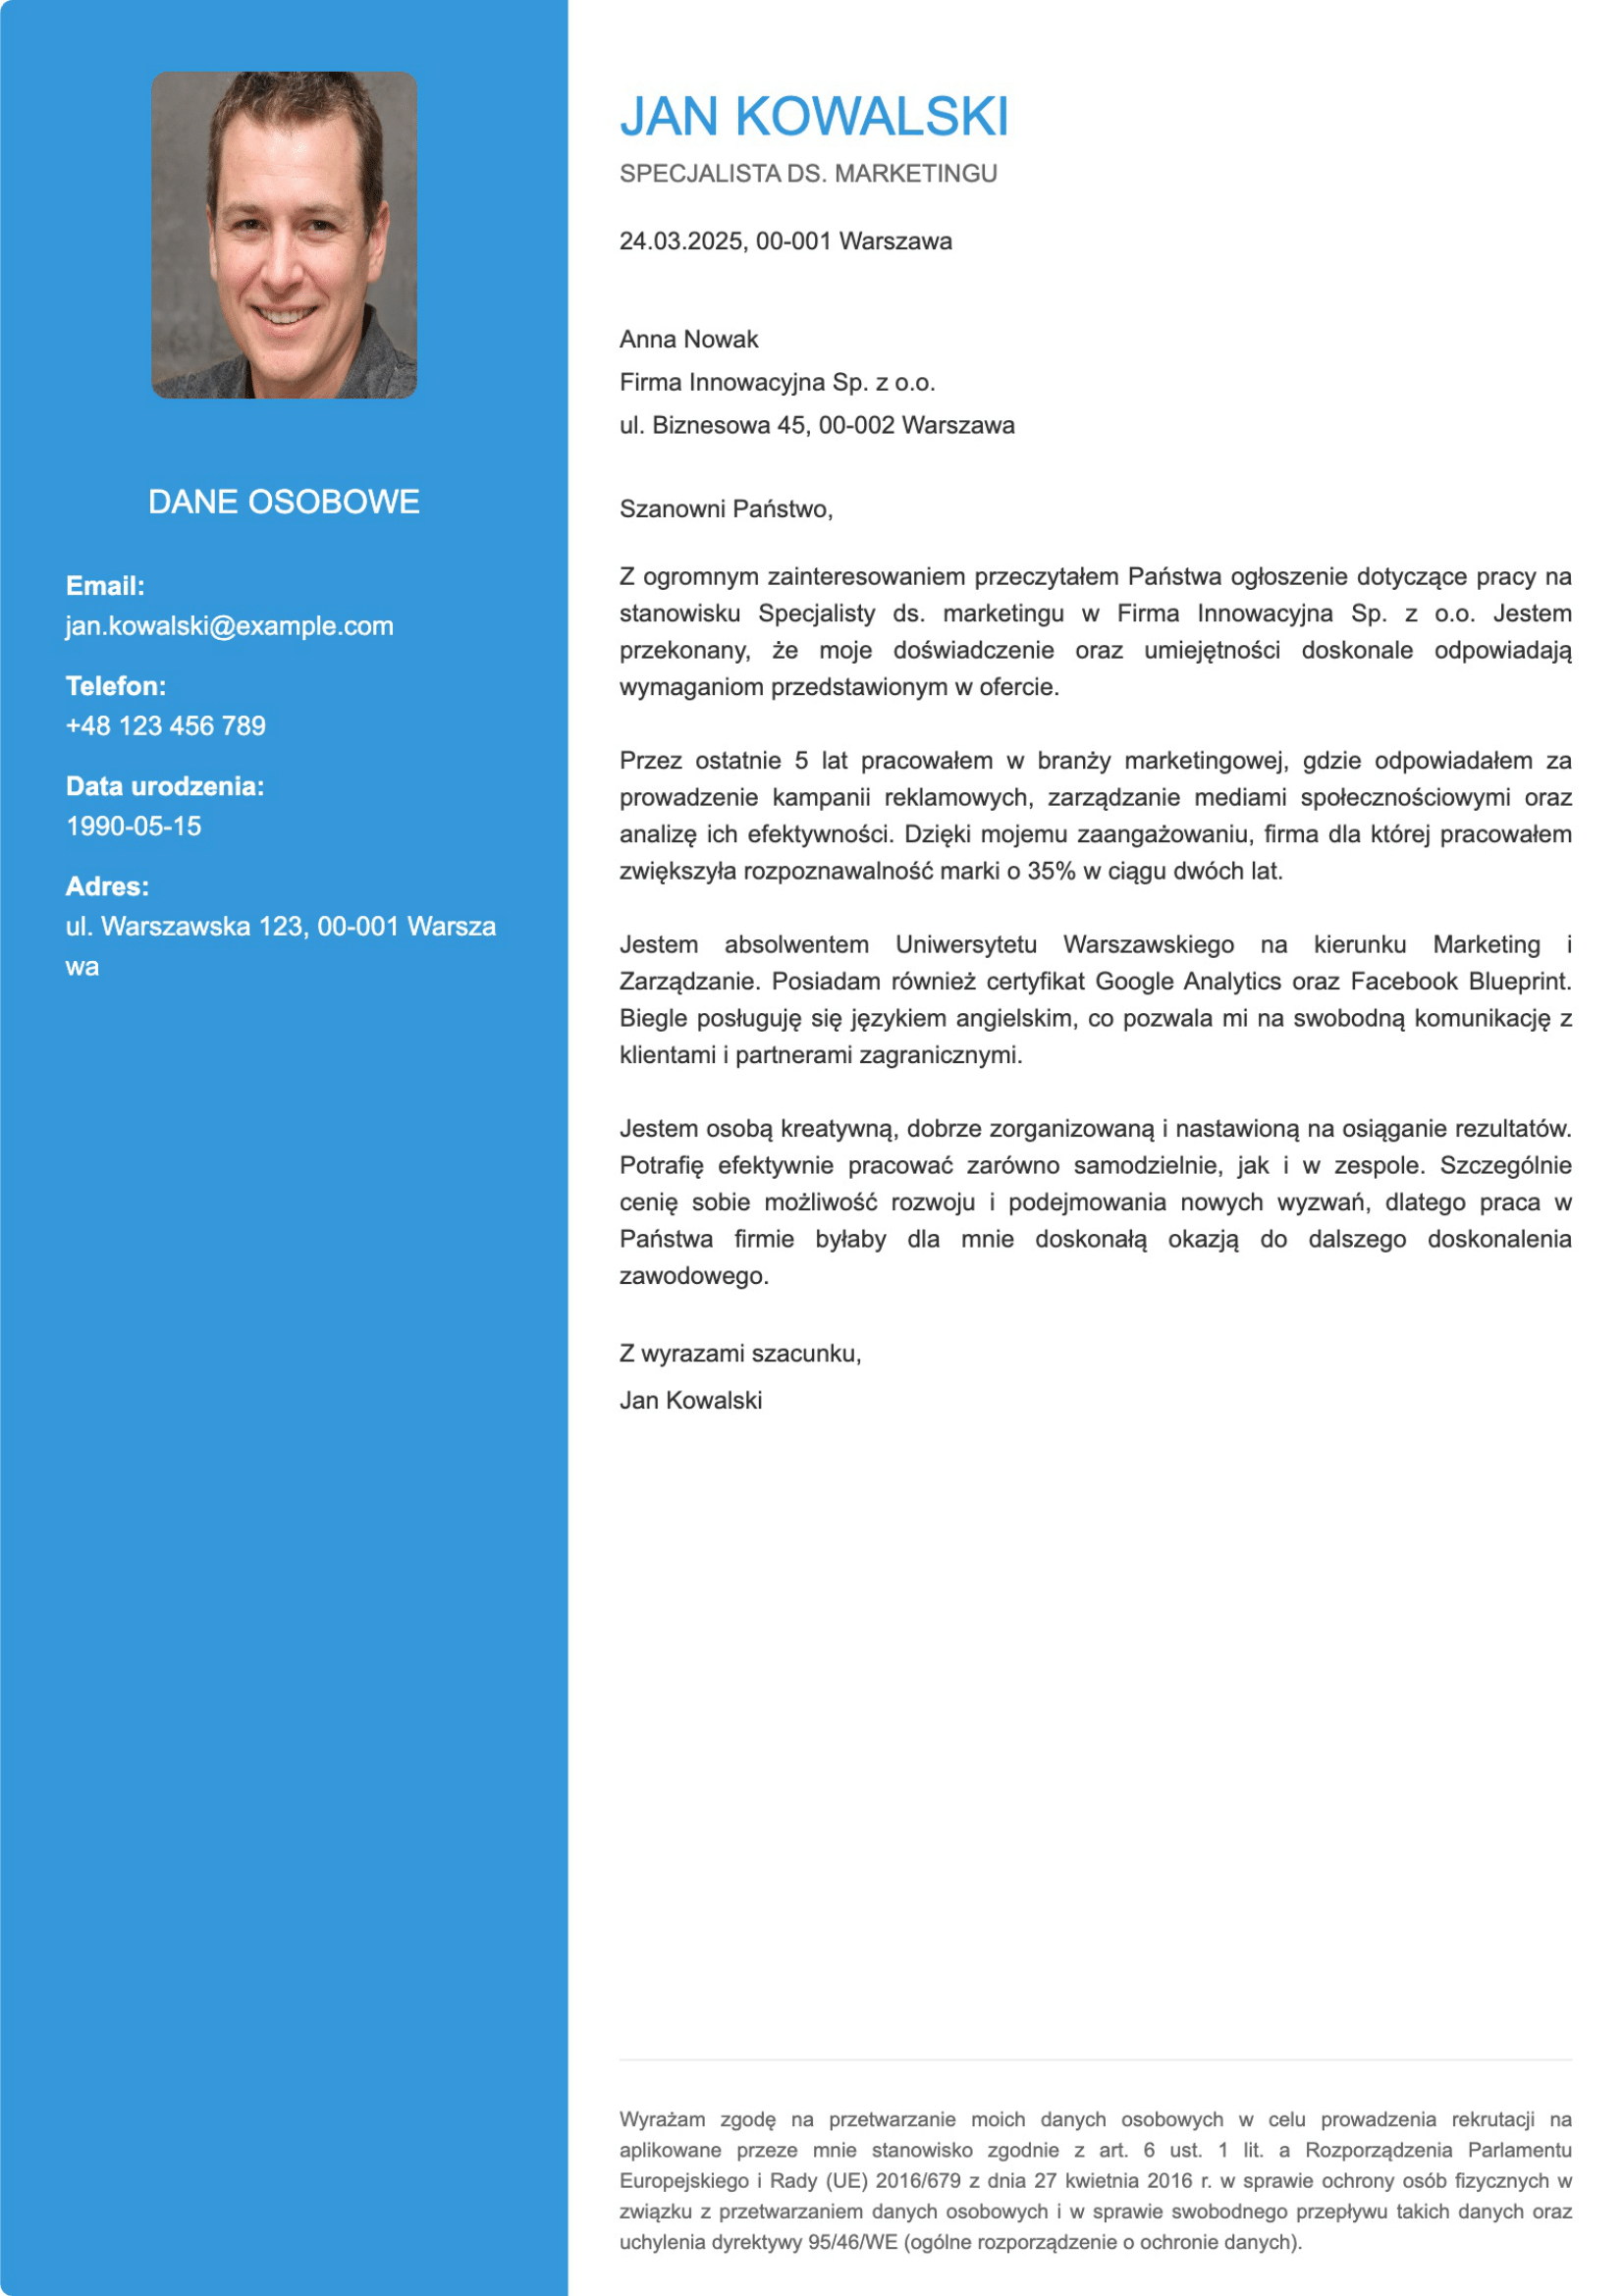 DANE OSOBOWE
Email:
jan.kowalski@example.com
Telefon:
+48 123 456 789
Data urodzenia:
1990-05-15
Adres:
ul. Warszawska 123, 00-001 Warsza
wa
JAN KOWALSKI
SPECJALISTA DS. MARKETINGU
24.03.2025, 00-001 Warszawa
Anna Nowak
Firma Innowacyjna Sp. z o.o.
ul. Biznesowa 45, 00-002 Warszawa
Szanowni Państwo,
Z ogromnym zainteresowaniem przeczytałem Państwa ogłoszenie dotyczące pracy na
stanowisku Specjalisty ds. marketingu w Firma Innowacyjna Sp. z o.o. Jestem
przekonany, że moje doświadczenie oraz umiejętności doskonale odpowiadają
wymaganiom przedstawionym w ofercie.
Przez ostatnie 5 lat pracowałem w branży marketingowej, gdzie odpowiadałem za
prowadzenie kampanii reklamowych, zarządzanie mediami społecznościowymi oraz
analizę ich efektywności. Dzięki mojemu zaangażowaniu, firma dla której pracowałem
zwiększyła rozpoznawalność marki o 35% w ciągu dwóch lat.
Jestem absolwentem Uniwersytetu Warszawskiego na kierunku Marketing i
Zarządzanie. Posiadam również certyfikat Google Analytics oraz Facebook Blueprint.
Biegle posługuję się językiem angielskim, co pozwala mi na swobodną komunikację z
klientami i partnerami zagranicznymi.
Jestem osobą kreatywną, dobrze zorganizowaną i nastawioną na osiąganie rezultatów.
Potrafię efektywnie pracować zarówno samodzielnie, jak i w zespole. Szczególnie
cenię sobie możliwość rozwoju i podejmowania nowych wyzwań, dlatego praca w
Państwa firmie byłaby dla mnie doskonałą okazją do dalszego doskonalenia
zawodowego.
Z wyrazami szacunku,
Jan Kowalski
Wyrażam zgodę na przetwarzanie moich danych osobowych w celu prowadzenia rekrutacji na
aplikowane przeze mnie stanowisko zgodnie z art. 6 ust. 1 lit. a Rozporządzenia Parlamentu
Europejskiego i Rady (UE) 2016/679 z dnia 27 kwietnia 2016 r. w sprawie ochrony osób fizycznych w
związku z przetwarzaniem danych osobowych i w sprawie swobodnego przepływu takich danych oraz
uchylenia dyrektywy 95/46/WE (ogólne rozporządzenie o ochronie danych).